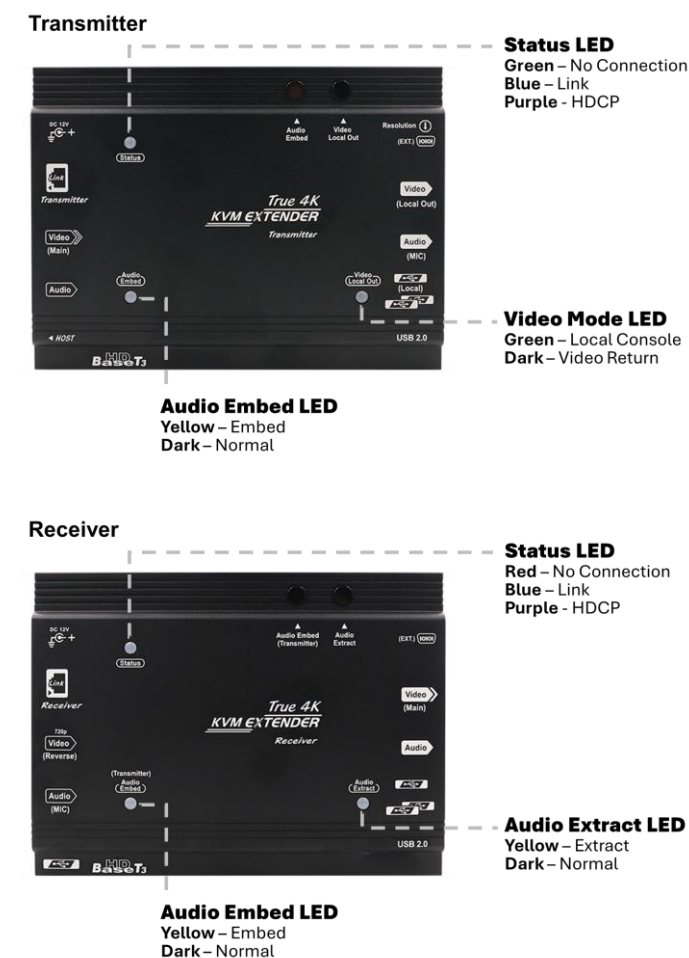 Transmitter
Status LED
Green – No Connection
Blue – Link
Purple - HDCP
DC 12V
Audio Embed
Video Local Out
Resolution
(EXT.)
(Status)
Link
Transmitter
Video
(Main)
Audio
True 4K
KVM EXTENDER
Transmitter
Video
(Local Out)
Audio
(MIC)
(Local)
Audio
(Embed)
Video
(Local Out)
◄ HOST
USB 2.0
HD
BaseT3
Video Mode LED
Green – Local Console
Dark – Video Return
Audio Embed LED
Yellow – Embed
Dark – Normal
Receiver
Status LED
Red – No Connection
Blue – Link
Purple - HDCP
DC 12V
Audio Embed
(Transmitter)
Audio
Extract
(EXT.)
(Status)
Link
Receiver
720p
Video
(Reverse)
Audio
(MIC)
True 4K
KVM EXTENDER
Receiver
Video
(Main)
Audio
(Transmitter)
Audio
(Embed)
Audio
(Extract)
USB 2.0
HD
BaseT3
Audio Extract LED
Yellow – Extract
Dark – Normal
Audio Embed LED
Yellow – Embed
Dark – Normal